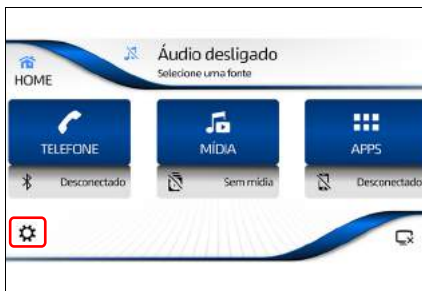 Áudio desligado
Selecione uma fonte
HOME
TELEFONE
MÍDIA
APPS
Desconectado
Sem mídia
Desconectado